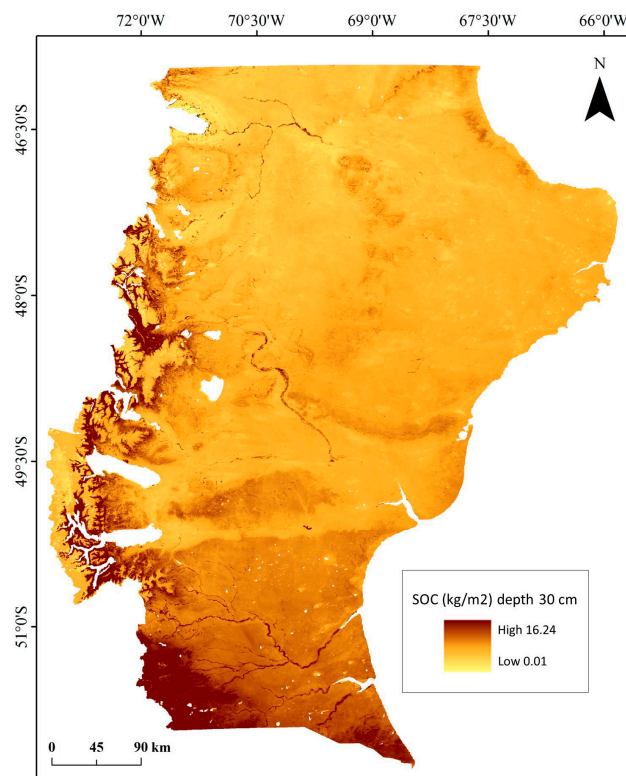 72°0'W 70°30'W 69°0'W 67°30'W 66°0'W
N
46°30'S
48°0'S
49°30'S
51°0'S
SOC (kg/m2) depth 30 cm
High 16.24
Low 0.01
0 45 90 km